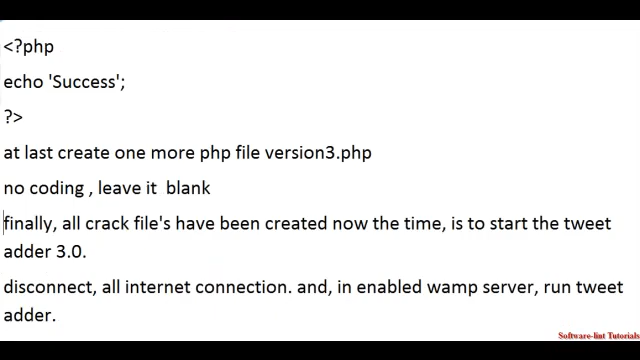 <?php
echo 'Success';
?>
at last create one more php file version3.php
no coding , leave it  blank
finally, all crack file's have been created now the time, is to start the tweet
adder 3.0.
disconnect, all internet connection. and, in enabled wamp server, run tweet
adder.
Software-lint Tutorials